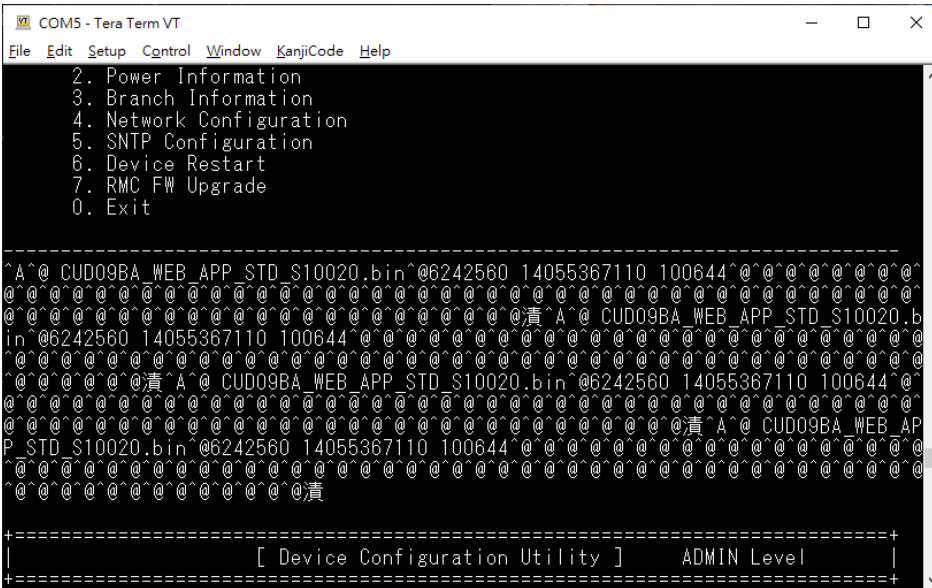 COM5 - Tera Term VT
File Edit Setup Control Window KanjiCode Help
2. Power Information
3. Branch Information
4. Network Configuration
5. SNTP Configuration
6. Device Restart
7. RMC FW Upgrade
0. Exit
--------------------------------------------------------------------------------
^A^@ CUD09BA_WEB_APP_STD_S10020.bin^@6242560 14055367110 100644^@^@^@^@^@^@^@^
@^@^@^@^@^@^@^@^@^@^@^@^@^@^@^@^@^@^@^@^@^@^@^@^@^@^@^@^@^@^@^@^@^@^@^@^
@^@^@^@^@^@^@^@^@^@^@^@^@^@^@^@^@^@^@^@漬^A^@ CUD09BA_WEB_APP_STD_S10020.b
in^@6242560 14055367110 100644^@^@^@^@^@^@^@^@^@^@^@^@^@^@^@^@^@^@^@^@^@
^@^@^@^@^@^@^@^@^@^@^@^@^@^@^@^@^@^@^@^@^@^@^@^@^@^@^@^@^@^@^@^@^@^@^@^@
^@^@^@^@^@^@漬^A^@ CUD09BA_WEB_APP_STD_S10020.bin^@6242560 14055367110 100644^@^
@^@^@^@^@^@^@^@^@^@^@^@^@^@^@^@^@^@^@^@^@^@^@^@^@^@^@^@^@^@^@^@^@^@^@^@^
@^@^@^@^@^@^@^@^@^@^@^@^@^@^@^@^@^@^@^@^@^@^@^@^@^@漬^A^@ CUD09BA_WEB_AP
P_STD_S10020.bin^@6242560 14055367110 100644^@^@^@^@^@^@^@^@^@^@^@^@^@^@
^@^@^@^@^@^@^@^@^@^@^@^@^@^@^@^@^@^@^@^@^@^@^@^@^@^@^@^@^@^@^@^@^@^@^@^@
^@^@^@^@^@^@^@^@^@^@^@漬
+==============================================================================+
| [ Device Configuration Utility ] ADMIN Level |
+==============================================================================+